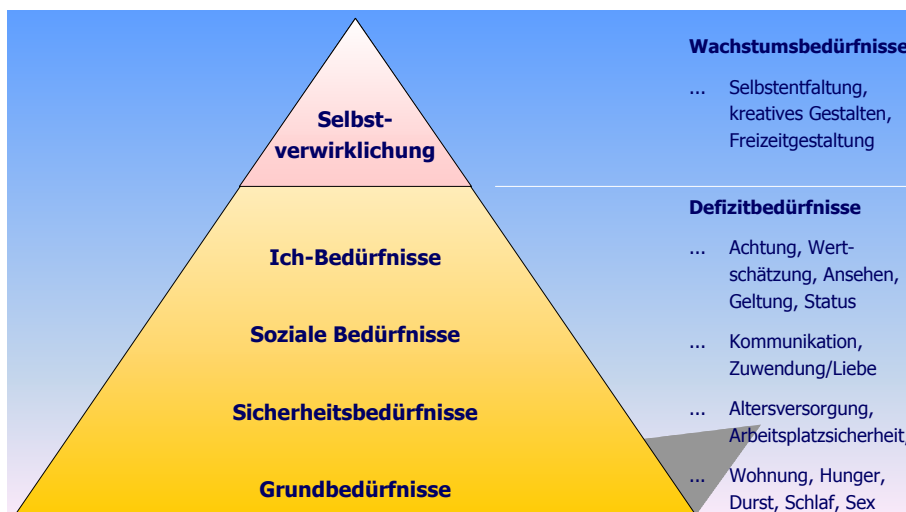 Selbst-
verwirklichung
Ich-Bedürfnisse
Soziale Bedürfnisse
Sicherheitsbedürfnisse
Grundbedürfnisse
Wachstumsbedürfnisse
... Selbstentfaltung,
kreatives Gestalten,
Freizeitgestaltung
Defizitbedürfnisse
... Achtung, Wert-
schätzung, Ansehen,
Geltung, Status
... Kommunikation,
Zuwendung/Liebe
... Altersversorgung,
Arbeitsplatzsicherheit,
... Wohnung, Hunger,
Durst, Schlaf, Sex